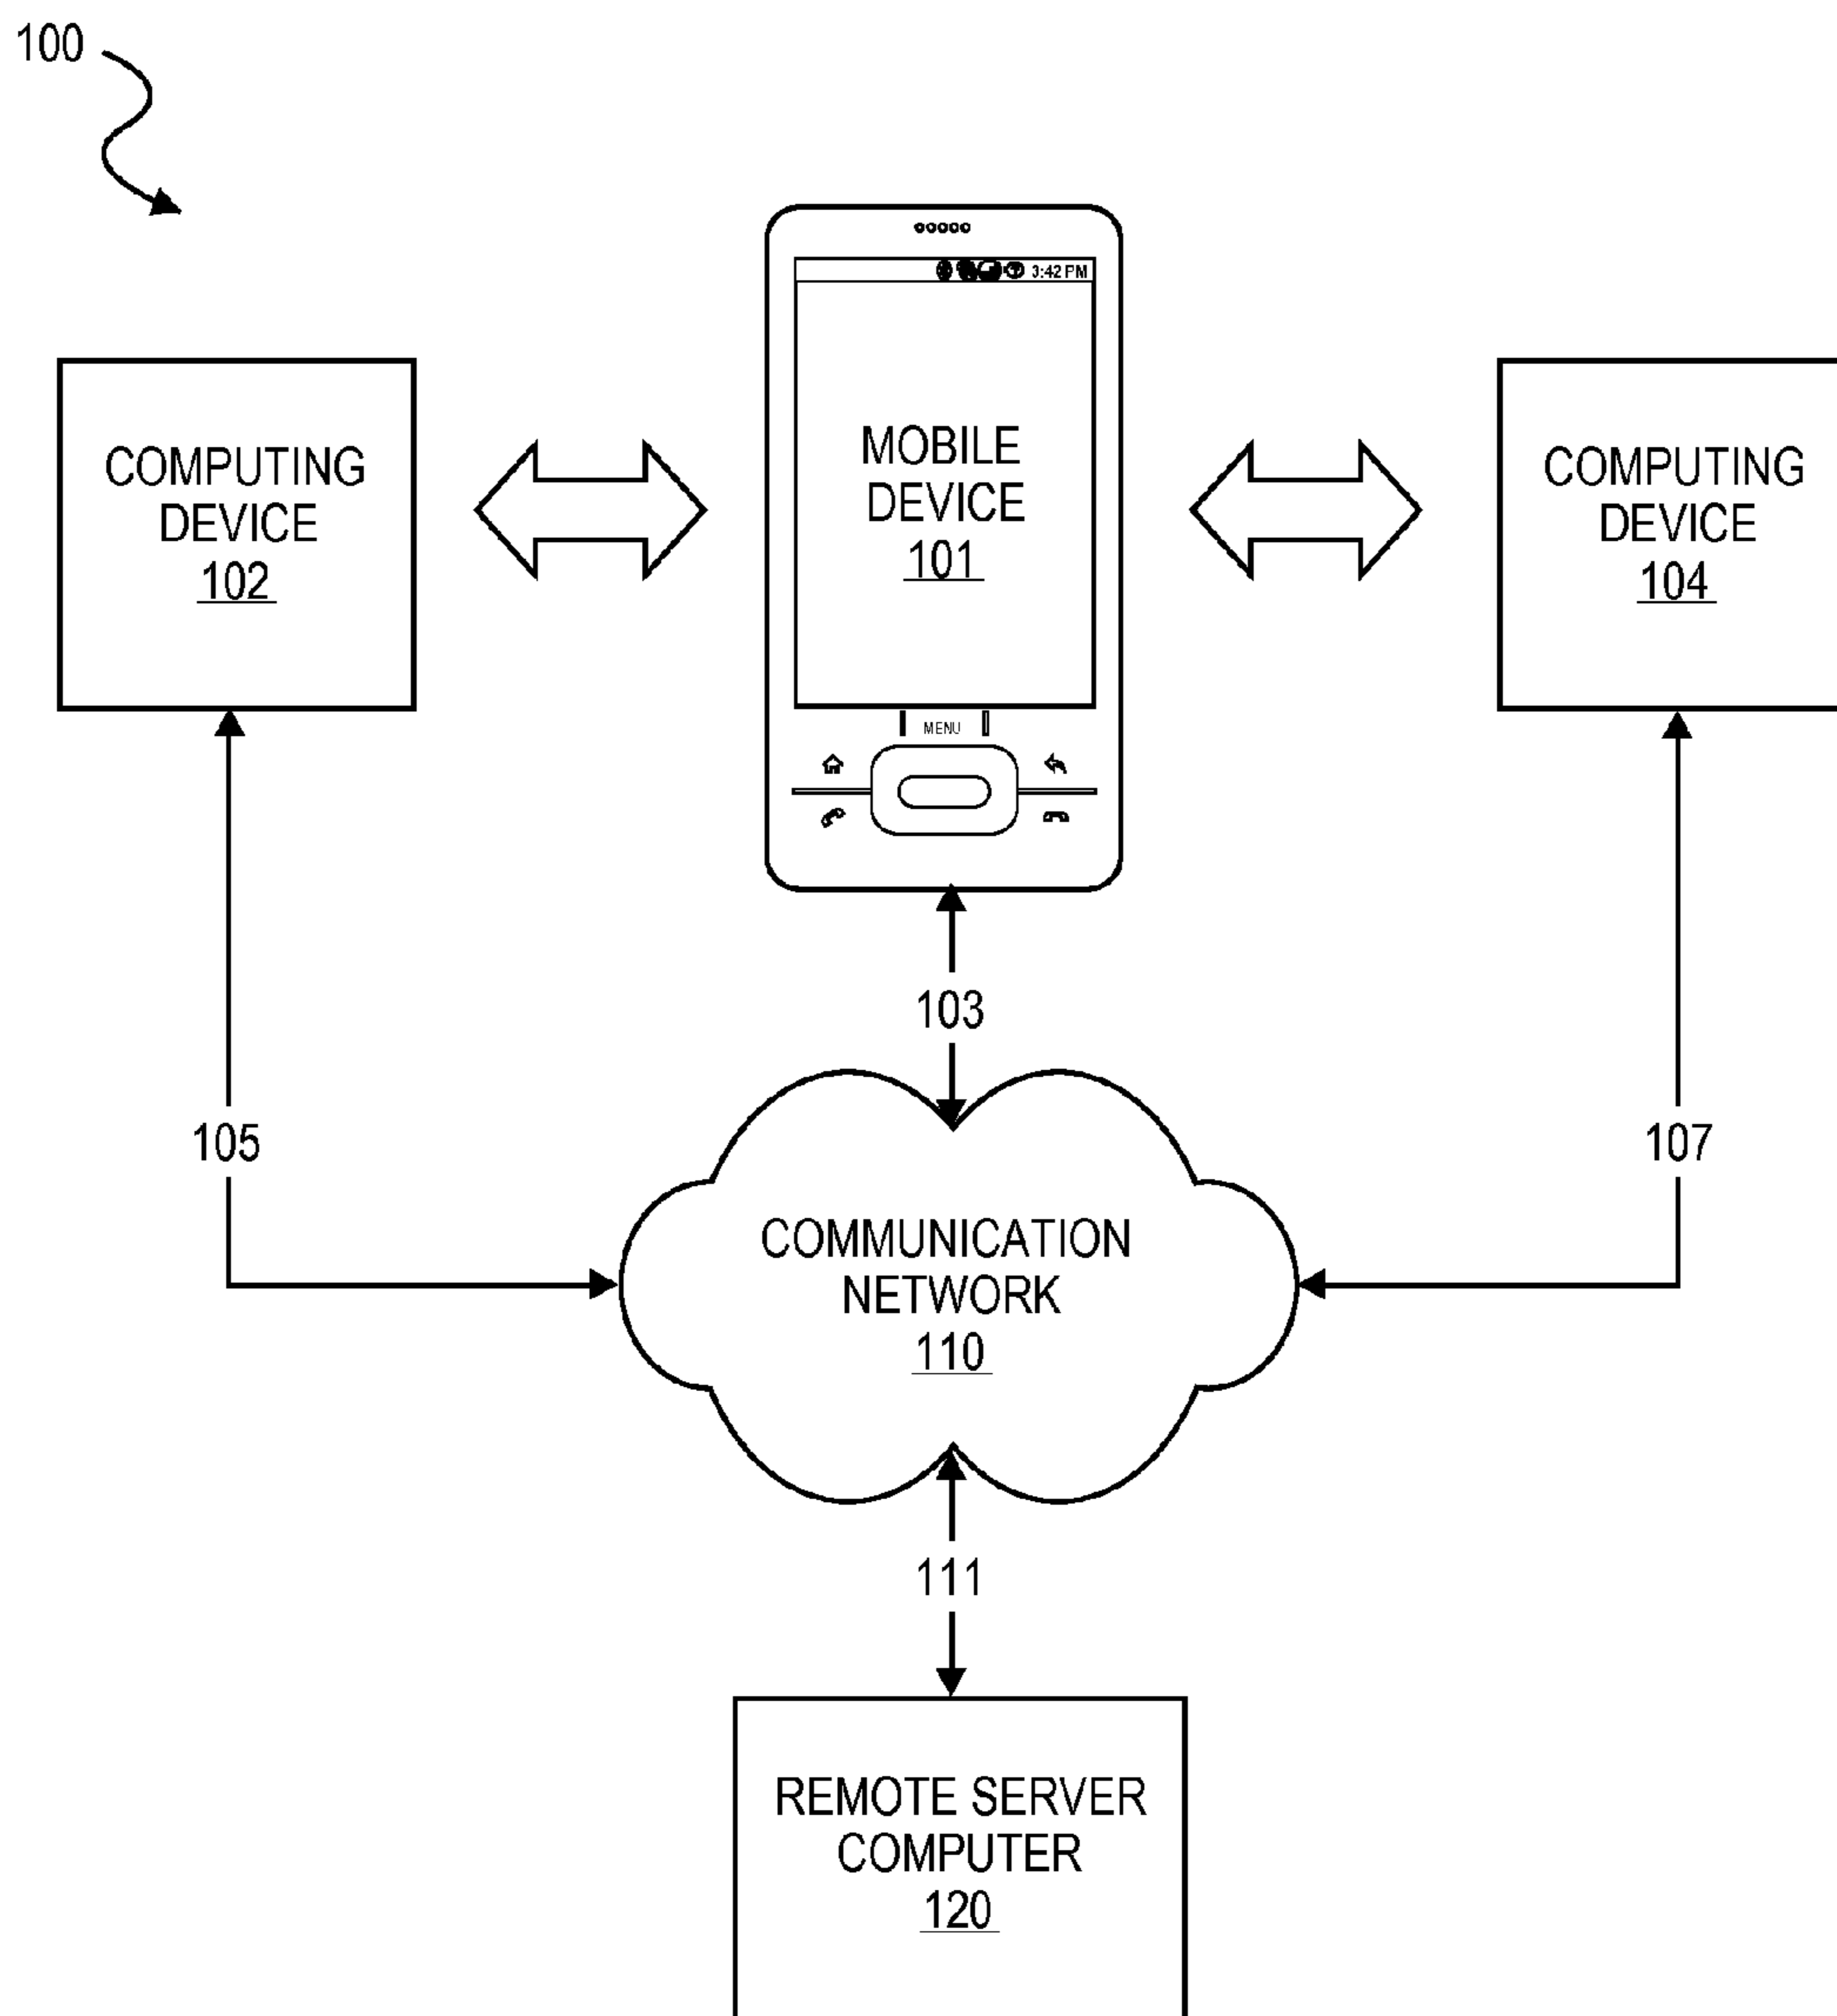 100
3:42 PM
MOBILE
DEVICE
101
COMPUTING
DEVICE
102
COMPUTING
DEVICE
104
MENU
103
105
107
COMMUNICATION
NETWORK
110
111
REMOTE SERVER
COMPUTER
120